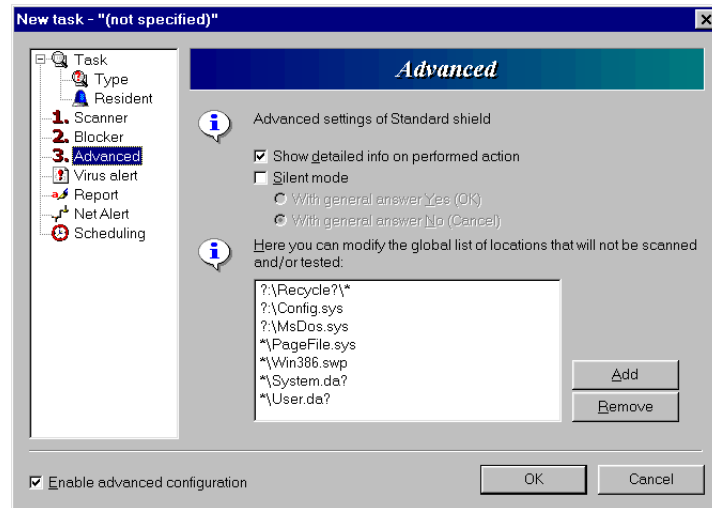 New task - "(not specified)"
Task
Type
Resident
1. Scanner
2. Blocker
3. Advanced
Virus alert
Report
Net Alert
Scheduling
Advanced
Advanced settings of Standard shield
Show detailed info on performed action
Silent mode
With general answer Yes (OK)
With general answer No (Cancel)
Here you can modify the global list of locations that will not be scanned
and/or tested:
?:\Recycle?\*
?:\Config.sys
?:\MsDos.sys
*\PageFile.sys
*\Win386.swp
*\System.da?
*\User.da?
Add
Remove
Enable advanced configuration
OK
Cancel